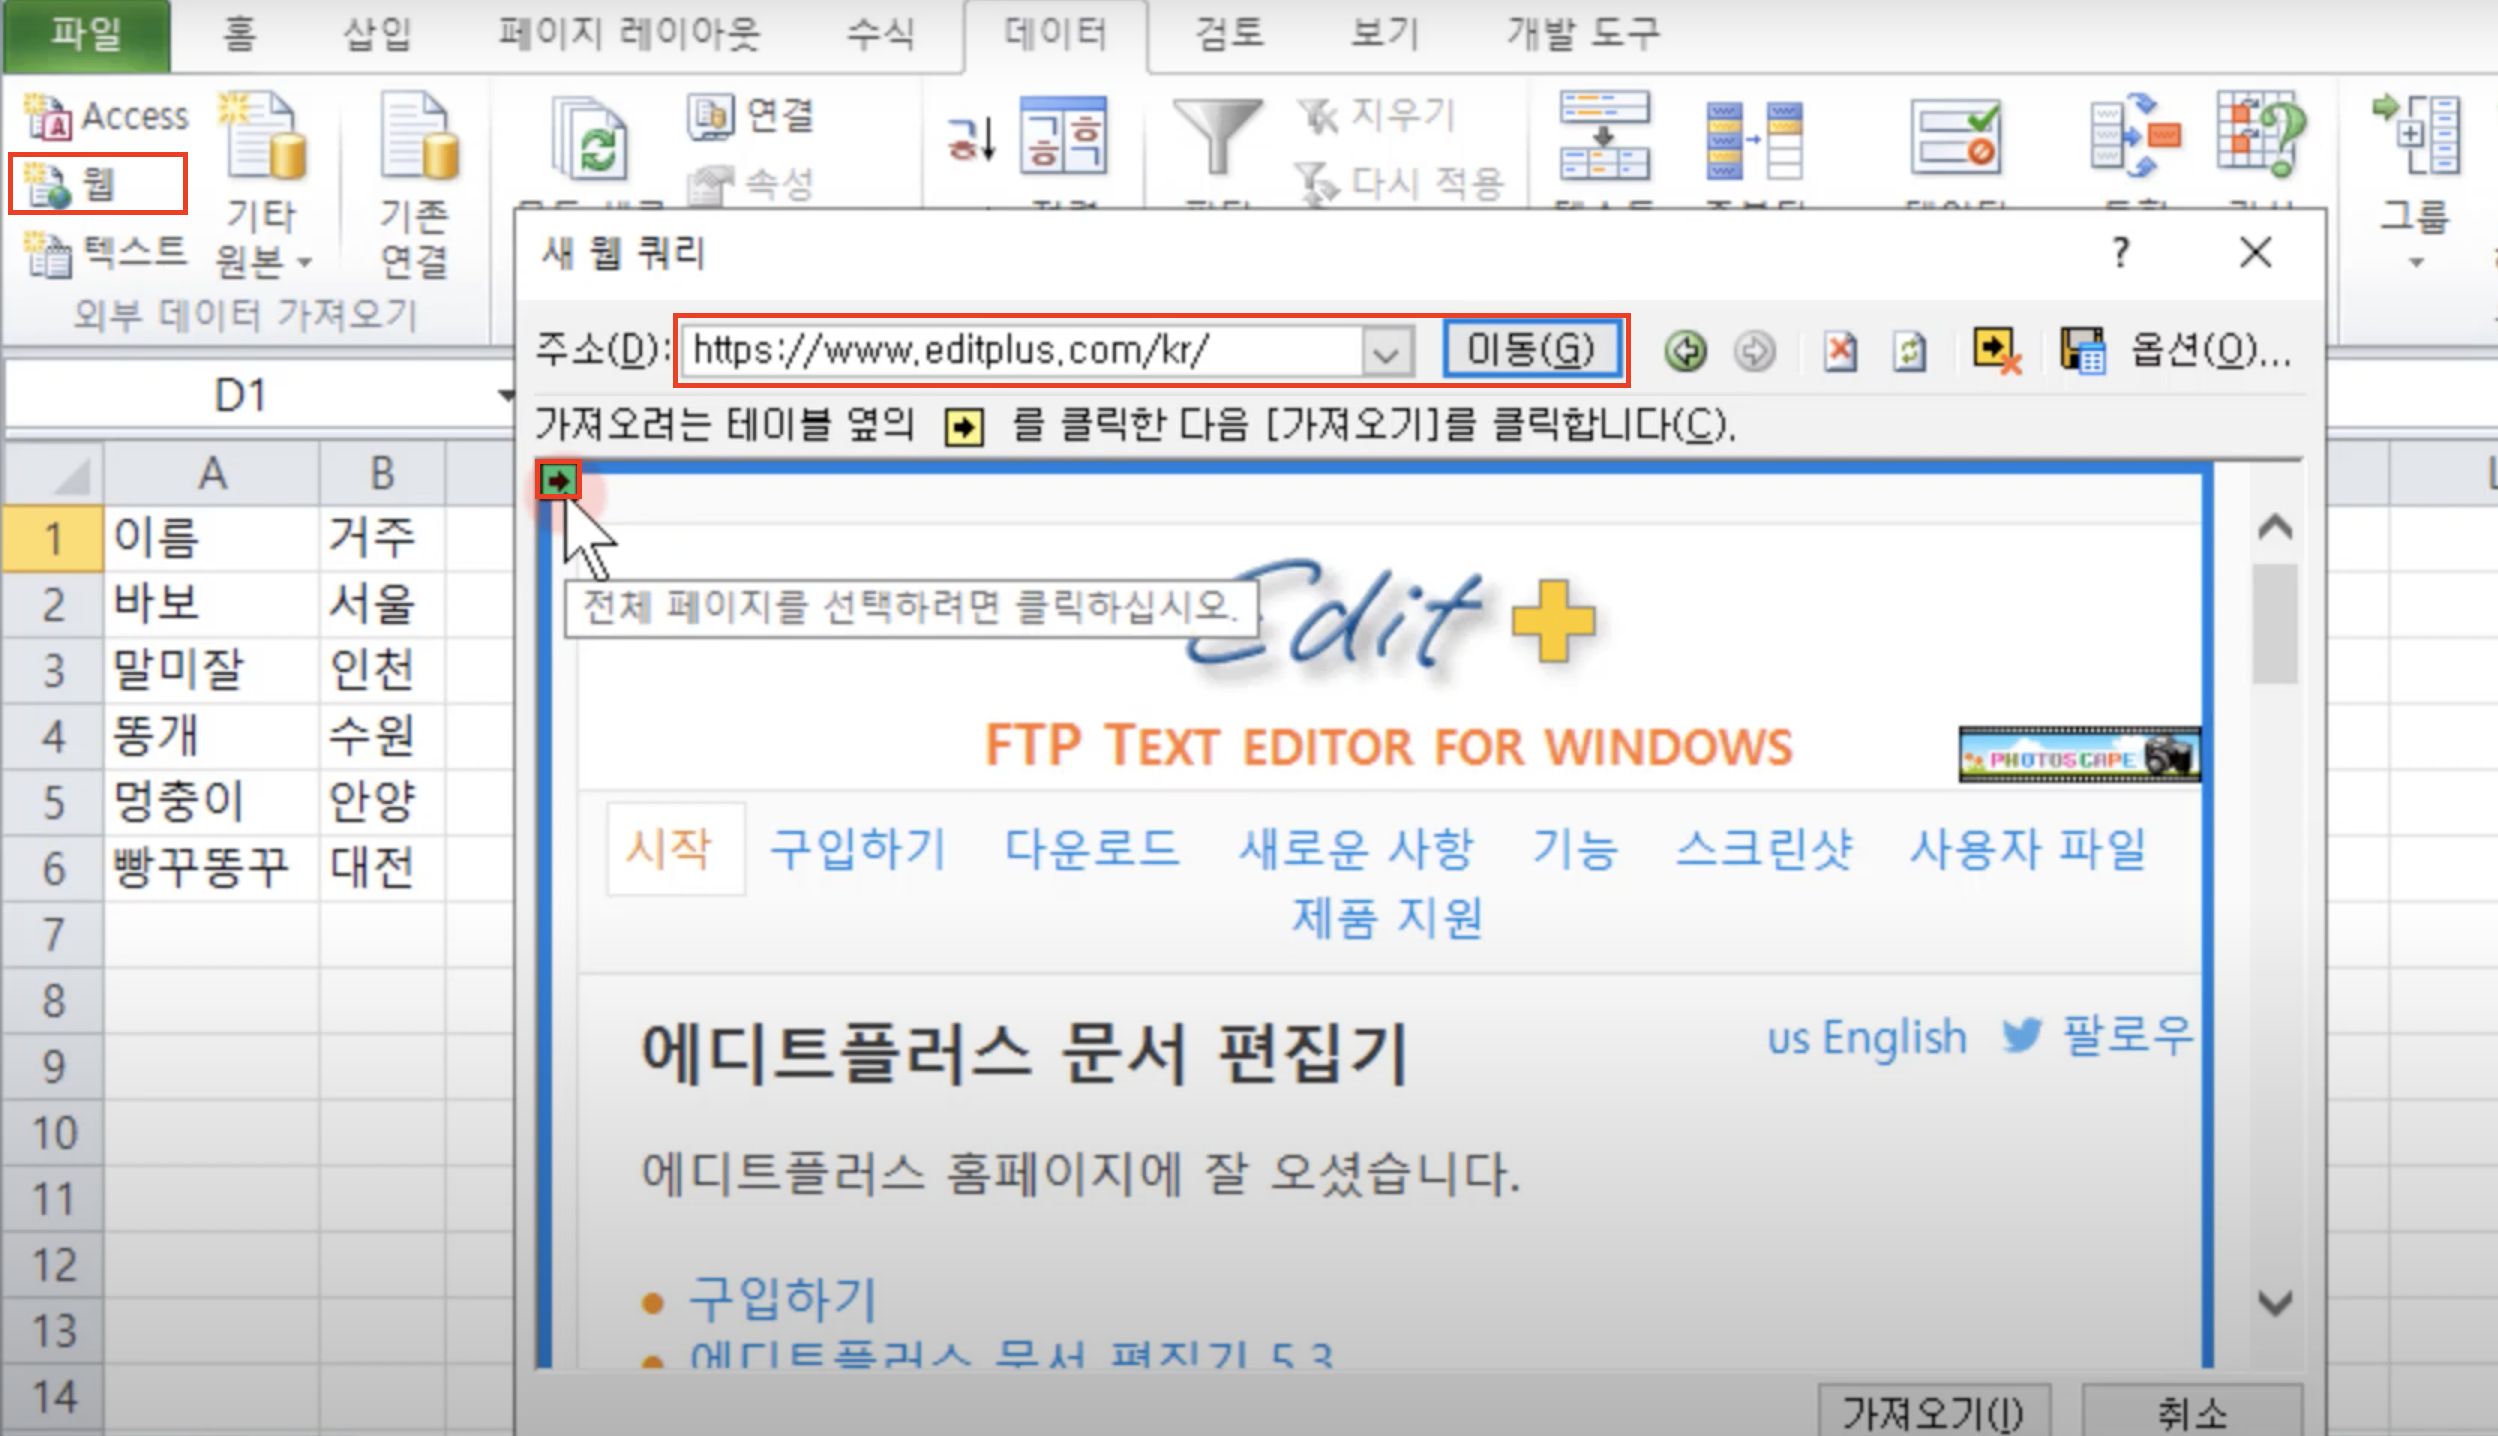 파일 홈 삽입 페이지 레이아웃 수식 데이터 검토 보기 개발 도구
Access
웹
텍스트
기타
원본
기존
연결
외부 데이터 가져오기
연결
속성
지우기
다시 적용
그룹
새 웹 쿼리
?
주소(D): https://www.editplus.com/kr/ 이동(G) 옵션(O)...
가져오려는 테이블 옆의 를 클릭한 다음 [가져오기]를 클릭합니다(C).
D1
A B
1 이름 거주
2 바보 서울
3 말미잘 인천
4 똥개 수원
5 멍충이 안양
6 빵꾸똥꾸 대전
7
8
9
10
11
12
13
14
전체 페이지를 선택하려면 클릭하십시오.
Edit
FTP TEXT EDITOR FOR WINDOWS
PHOTOSCAPE
시작 구입하기 다운로드 새로운 사항 기능 스크린샷 사용자 파일
제품 지원
에디트플러스 문서 편집기
us English 팔로우
에디트플러스 홈페이지에 잘 오셨습니다.
구입하기
에디트플러스 문서 편집기 5.3
가져오기(I) 취소